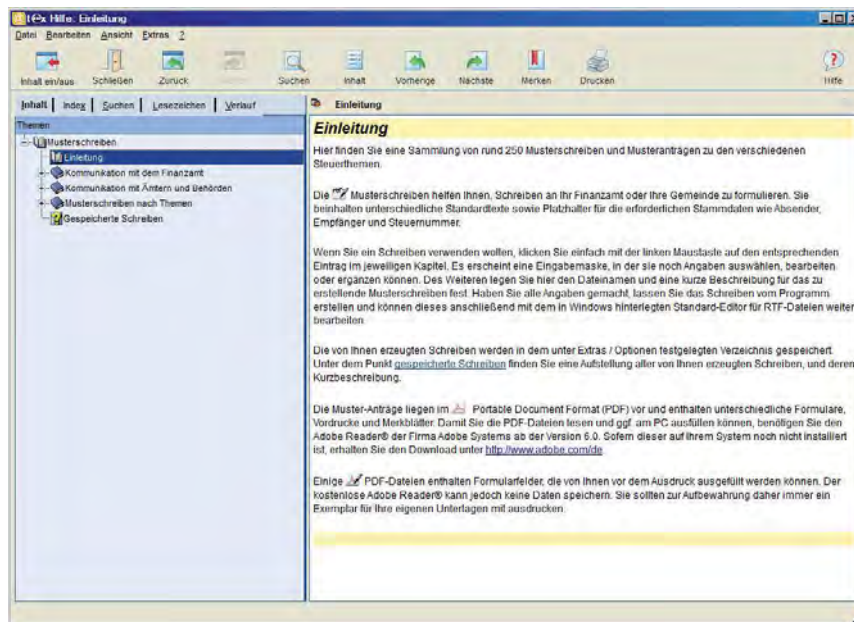 t@x Hilfe: Einleitung
Datei Bearbeiten Ansicht Extras ?
Inhalt ein/aus Schließen Zurück Suchen Inhalt Vorherige Nächste Merken Drucken Hilfe
Inhalt Index Suchen Lesezeichen Verlauf
Einleitung
Themen
Musterschreiben
Einleitung
Kommunikation mit dem Finanzamt
Kommunikation mit Ämtern und Behörden
Musterschreiben nach Themen
Gespeicherte Schreiben
Einleitung
Hier finden Sie eine Sammlung von rund 250 Musterschreiben und Musteranträgen zu den verschiedenen
Steuerthemen.
Die Musterschreiben helfen Ihnen, Schreiben an Ihr Finanzamt oder Ihre Gemeinde zu formulieren. Sie
beinhalten unterschiedliche Standardtexte sowie Platzhalter für die erforderlichen Stammdaten wie Absender,
Empfänger und Steuernummer.
Wenn Sie ein Schreiben verwenden wollen, klicken Sie einfach mit der linken Maustaste auf den entsprechenden
Eintrag im jeweiligen Kapitel. Es erscheint eine Eingabemaske, in der sie noch Angaben auswählen, bearbeiten
oder ergänzen können. Des Weiteren legen Sie hier den Dateinamen und eine kurze Beschreibung für das zu
erstellende Musterschreiben fest. Haben Sie alle Angaben gemacht, lassen Sie das Schreiben vom Programm
erstellen und können dieses anschließend mit dem in Windows hinterlegten Standard-Editor für RTF-Dateien weiter
bearbeiten.
Die von Ihnen erzeugten Schreiben werden in dem unter Extras / Optionen festgelegten Verzeichnis gespeichert.
Unter dem Punkt gespeicherte Schreiben finden Sie eine Aufstellung aller von Ihnen erzeugten Schreiben, und deren
Kurzbeschreibung.
Die Muster-Anträge liegen im Portable Document Format (PDF) vor und enthalten unterschiedliche Formulare,
Vordrucke und Merkblätter. Damit Sie die PDF-Dateien lesen und ggf. am PC ausfüllen können, benötigen Sie den
Adobe Reader® der Firma Adobe Systems ab der Version 6.0. Sofern dieser auf Ihrem System noch nicht installiert
ist, erhalten Sie den Download unter http://www.adobe.com/de.
Einige PDF-Dateien enthalten Formularfelder, die von Ihnen vor dem Ausdruck ausgefüllt werden können. Der
kostenlose Adobe Reader® kann jedoch keine Daten speichern. Sie sollten zur Aufbewahrung daher immer ein
Exemplar für Ihre eigenen Unterlagen mit ausdrucken.